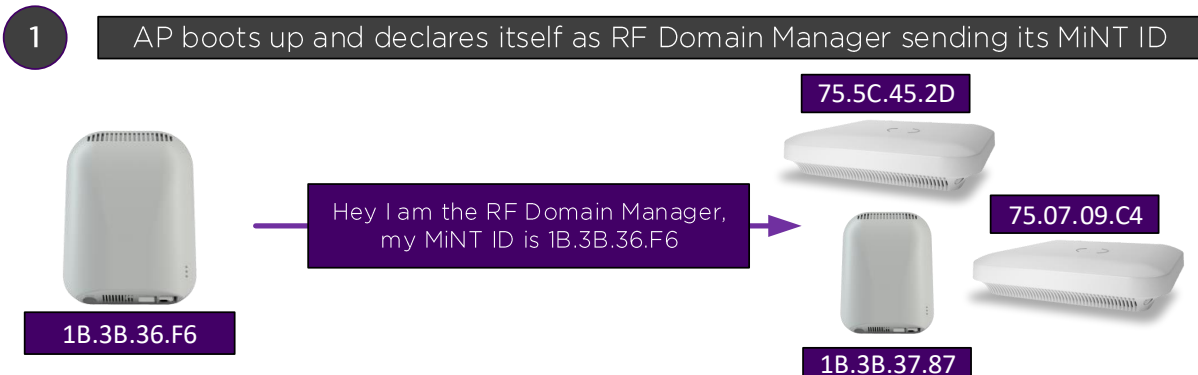 1
AP boots up and declares itself as RF Domain Manager sending its MiNT ID
75.5C.45.2D
Hey I am the RF Domain Manager,
my MiNT ID is 1B.3B.36.F6
75.07.09.C4
1B.3B.36.F6
1B.3B.37.87